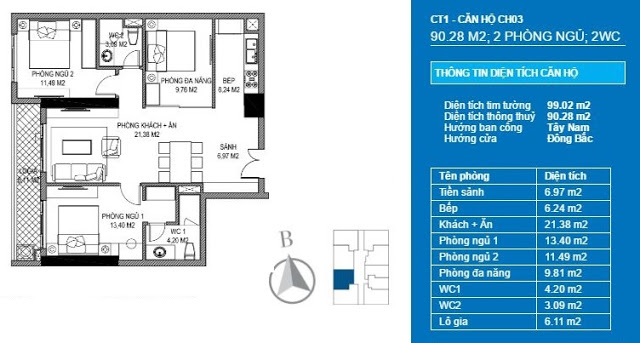 WC 2
3,09 M2
PHÒNG NGỦ 2
11,48 M2
PHÒNG ĐA NĂNG
9.76 M2
BẾP
6,24 M2
PHÒNG KHÁCH + ĂN
21,38 M2
SẢNH
6,97 M2
LOGIA
6.11 M2
PHÒNG NGỦ 1
13,40 M2
WC 1
4,20 M2
B
CT1 - CĂN HỘ CH03
90.28 M2; 2 PHÒNG NGỦ; 2WC
THÔNG TIN DIỆN TÍCH CĂN HỘ
Diện tích tim tường 99.02 m2
Diện tích thông thuỷ 90.28 m2
Hướng ban công Tây Nam
Hướng cửa Đông Bắc
Tên phòng Diện tích
Tiền sảnh 6.97 m2
Bếp 6.24 m2
Khách + Ăn 21.38 m2
Phòng ngủ 1 13.40 m2
Phòng ngủ 2 11.49 m2
Phòng đa năng 9.81 m2
WC1 4.20 m2
WC2 3.09 m2
Lô gia 6.11 m2